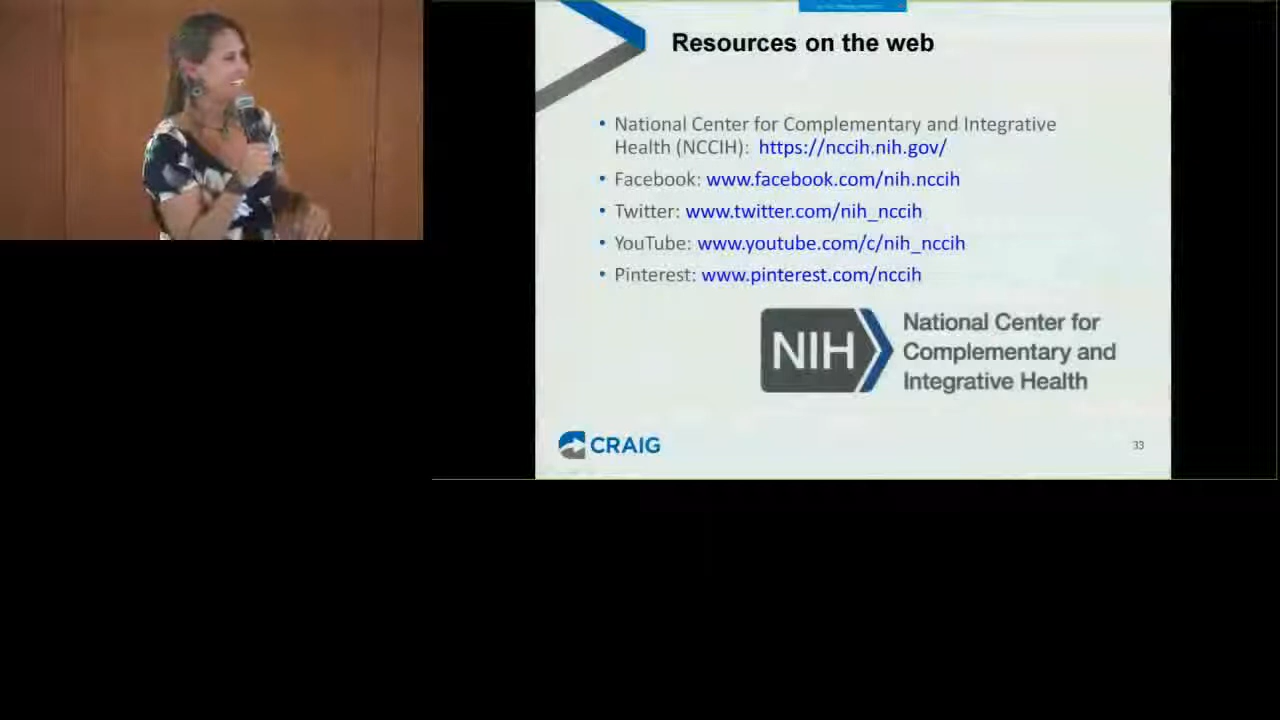 Resources on the web
• National Center for Complementary and Integrative
Health (NCCIH): https://nccih.nih.gov/
• Facebook: www.facebook.com/nih.nccih
• Twitter: www.twitter.com/nih_nccih
• YouTube: www.youtube.com/c/nih_nccih
• Pinterest: www.pinterest.com/nccih
NIH
National Center for
Complementary and
Integrative Health
CRAIG
33